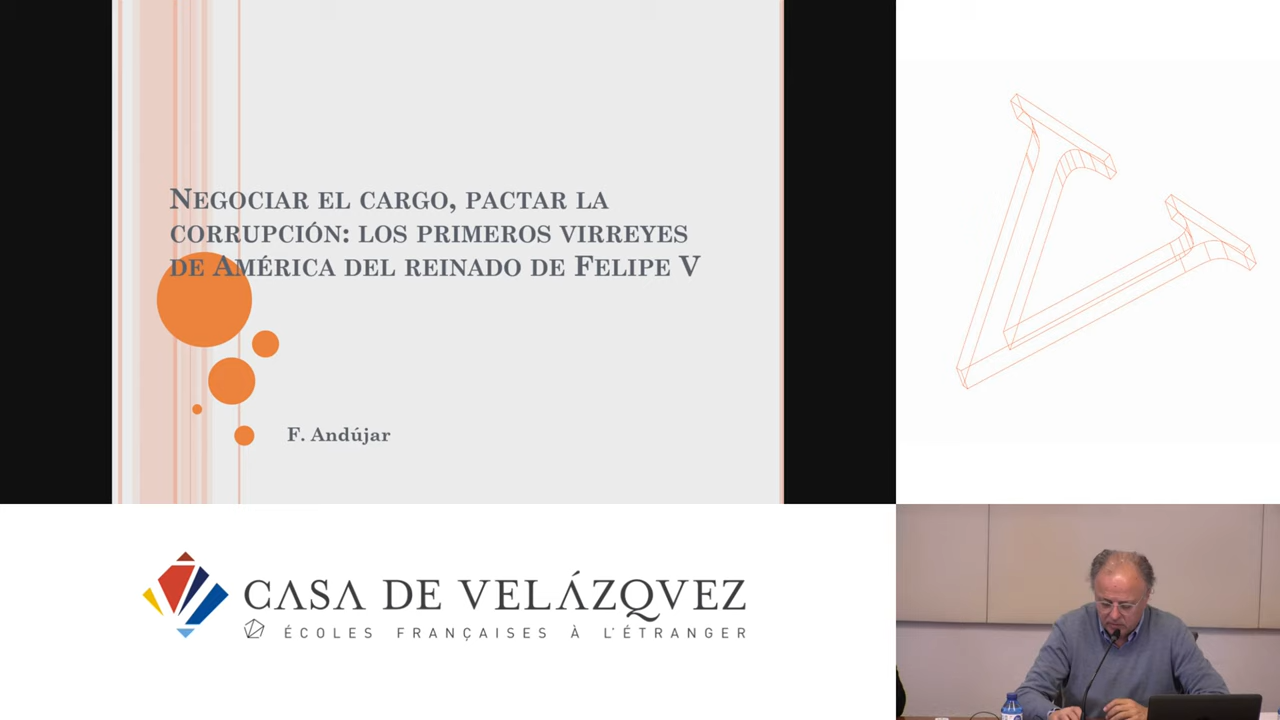 Negociar el cargo, pactar la
corrupción: los primeros virreyes
de América del reinado de Felipe V
F. Andújar
CASA DE VELÁZQVEZ
ÉCOLES FRANÇAISES À L'ÉTRANGER